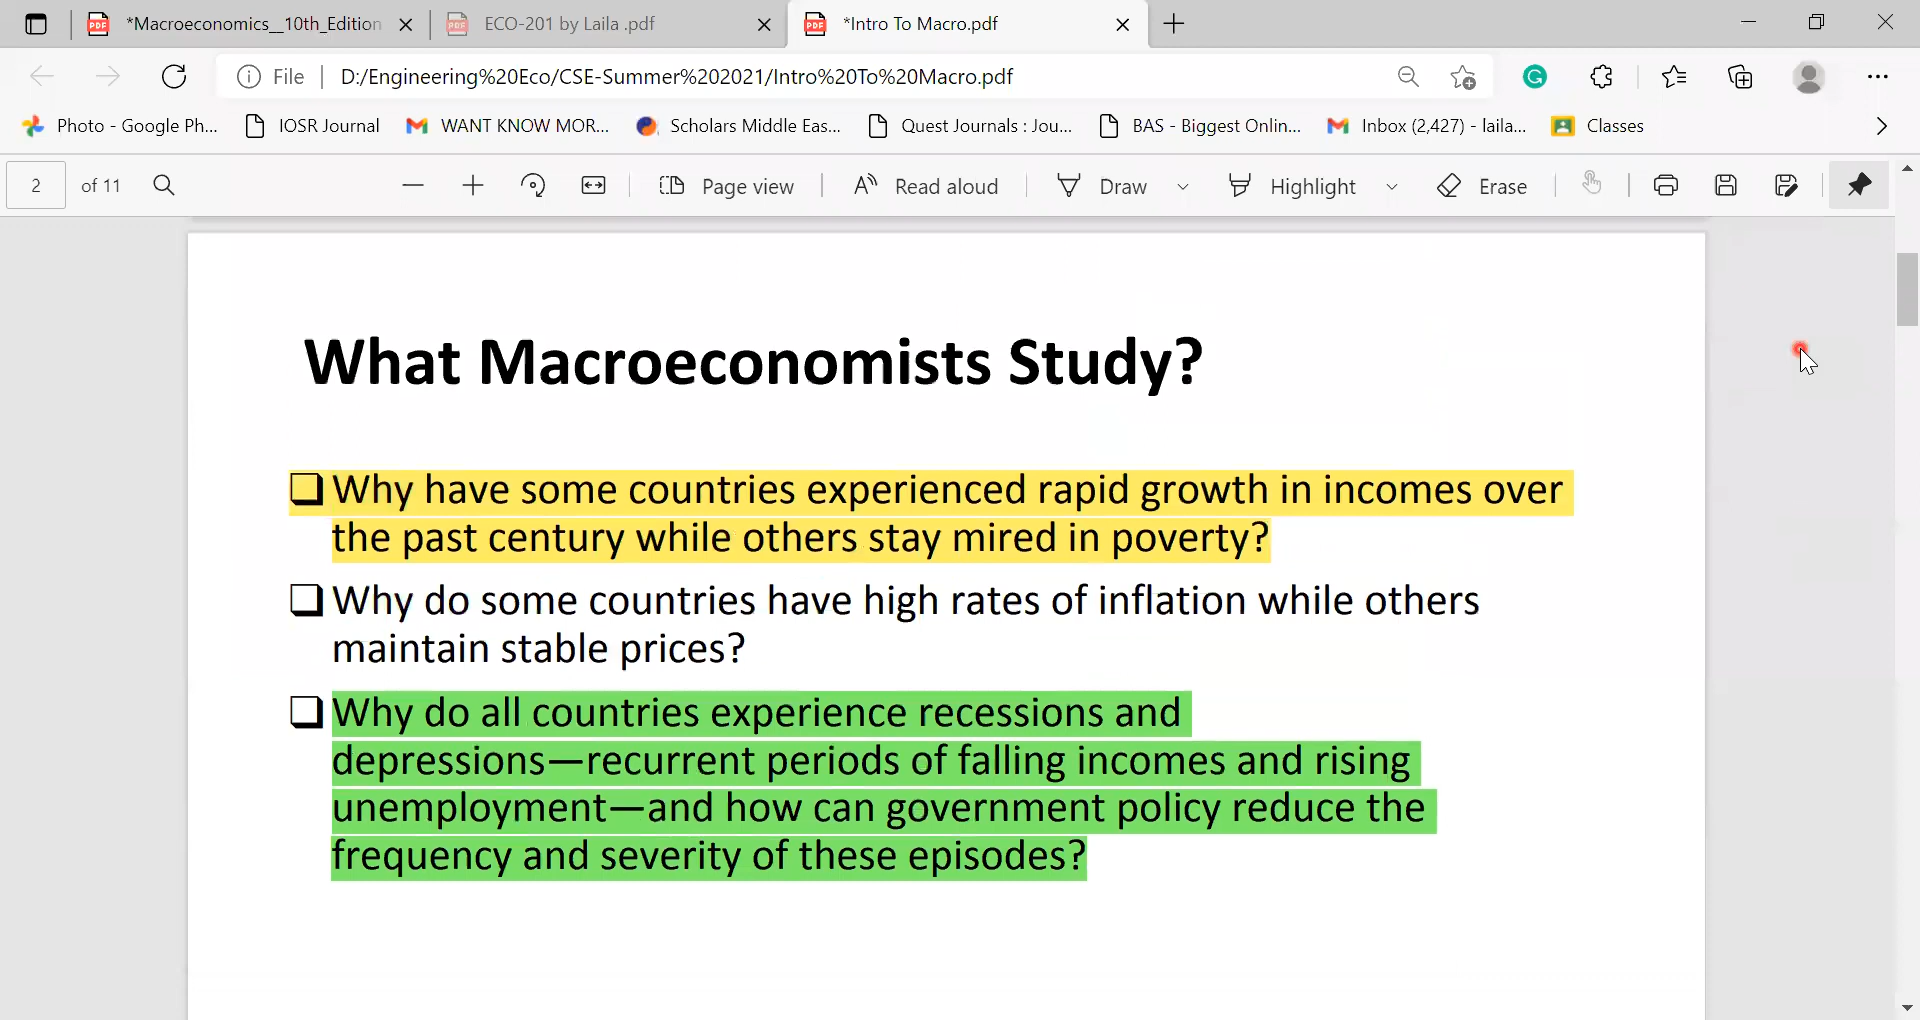 *Macroeconomics__10th_Edition
ECO-201 by Laila .pdf
*Intro To Macro.pdf
File
D:/Engineering%20Eco/CSE-Summer%202021/Intro%20To%20Macro.pdf
Photo - Google Ph...
IOSR Journal
WANT KNOW MOR...
Scholars Middle Eas...
Quest Journals : Jou...
BAS - Biggest Onlin...
Inbox (2,427) - laila...
Classes
2 of 11
Page view
Read aloud
Draw
Highlight
Erase
What Macroeconomists Study?
Why have some countries experienced rapid growth in incomes over
the past century while others stay mired in poverty?
Why do some countries have high rates of inflation while others
maintain stable prices?
Why do all countries experience recessions and
depressions—recurrent periods of falling incomes and rising
unemployment—and how can government policy reduce the
frequency and severity of these episodes?